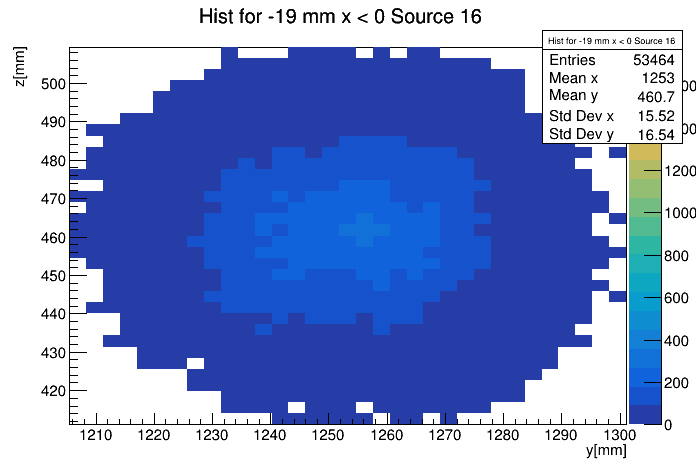 Hist for -19 mm x < 0 Source 16
Hist for -19 mm x < 0 Source 16
Entries 53464
Mean x 1253
Mean y 460.7
Std Dev x 15.52
Std Dev y 16.54
z[mm]
500
490
480
470
460
450
440
430
420
1200
1000
800
600
400
200
0
1210 1220 1230 1240 1250 1260 1270 1280 1290 1300
y[mm]